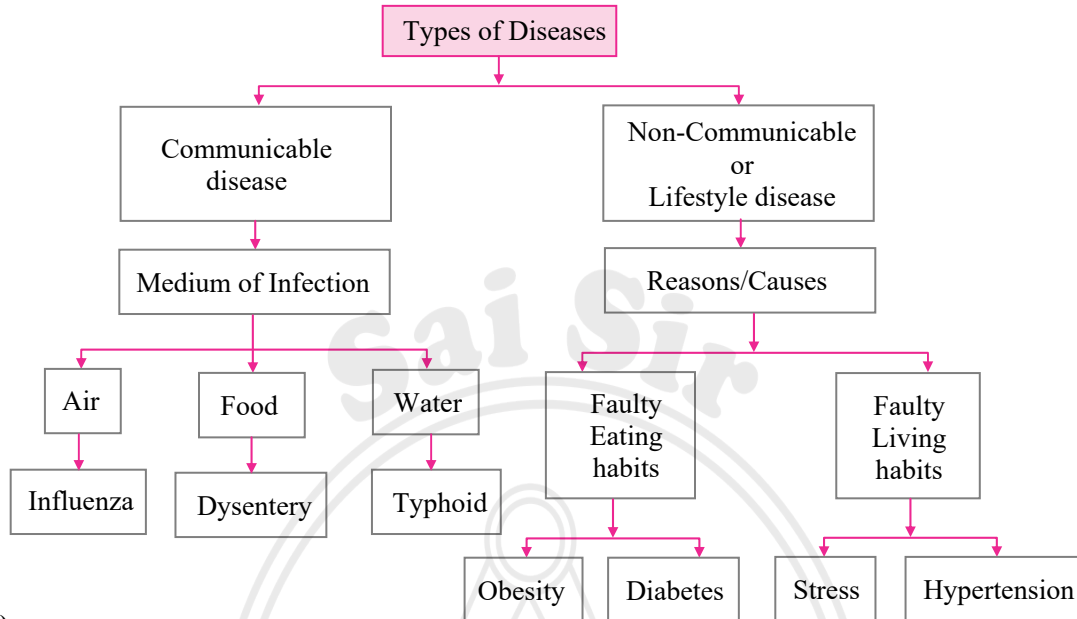 Types of Diseases
Communicable
disease
Non-Communicable
or
Lifestyle disease
Medium of Infection
Reasons/Causes
Sai Sir
Air
Food
Water
Faulty
Eating
habits
Faulty
Living
habits
Influenza
Dysentery
Typhoid
Obesity
Diabetes
Stress
Hypertension